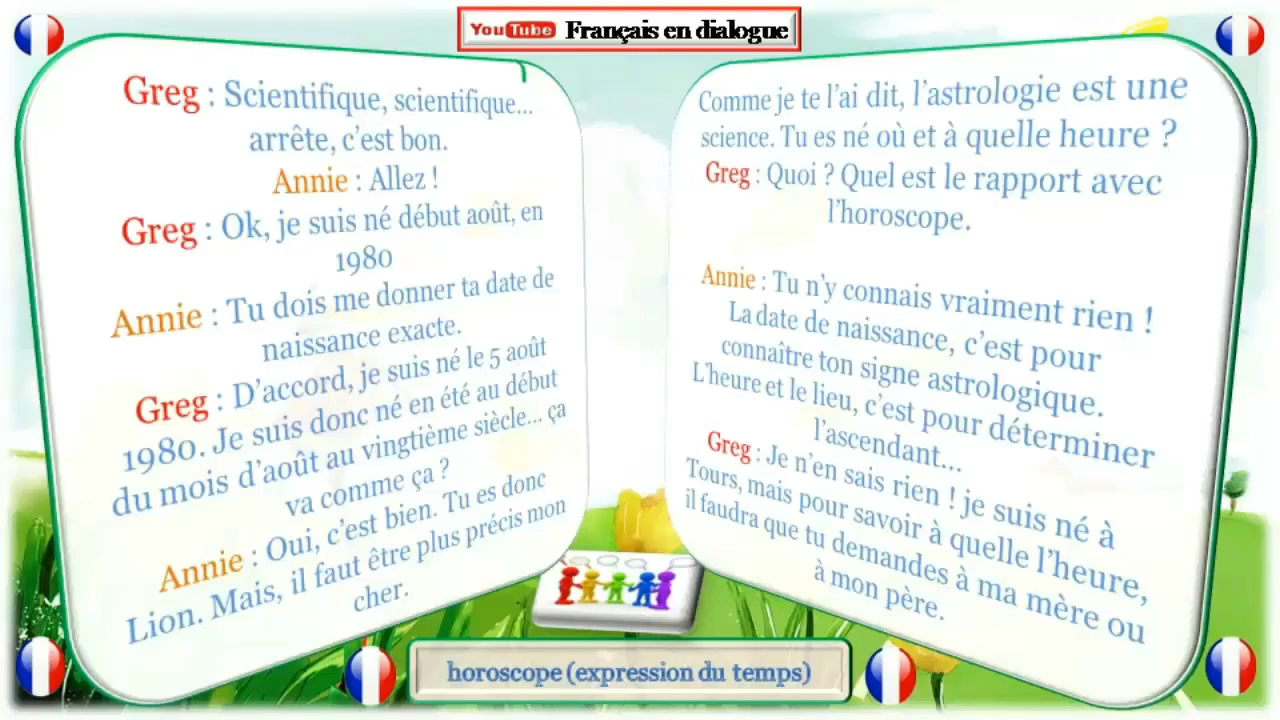 YouTube Français en dialogue
Greg : Scientifique, scientifique...
arrête, c’est bon.
Annie : Allez !
Greg : Ok, je suis né début août, en
1980
Annie : Tu dois me donner ta date de
naissance exacte.
Greg : D’accord, je suis né le 5 août
1980. Je suis donc né en été au début
du mois d’août au vingtième siècle... ça
va comme ça ?
Annie : Oui, c’est bien. Tu es donc
Lion. Mais, il faut être plus précis mon
cher.
Comme je te l’ai dit, l’astrologie est une
science. Tu es né où et à quelle heure ?
Greg : Quoi ? Quel est le rapport avec
l’horoscope.
Annie : Tu n’y connais vraiment rien !
La date de naissance, c’est pour
connaître ton signe astrologique.
L’heure et le lieu, c’est pour déterminer
l’ascendant...
Greg : Je n’en sais rien ! je suis né à
Tours, mais pour savoir à quelle l’heure,
il faudra que tu demandes à ma mère ou
à mon père.
horoscope (expression du temps)